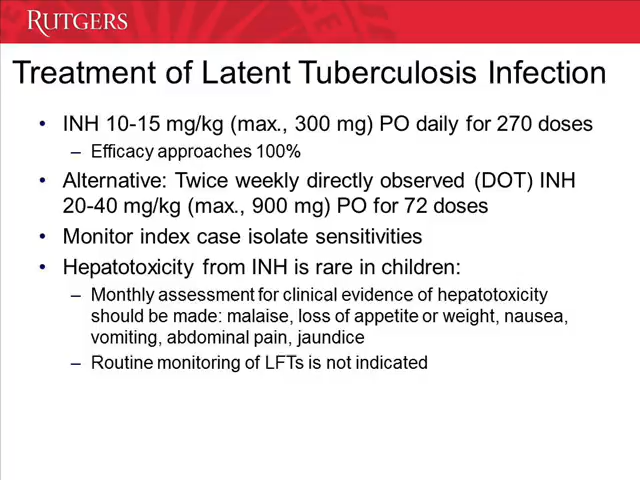 RUTGERS
Treatment of Latent Tuberculosis Infection
• INH 10-15 mg/kg (max., 300 mg) PO daily for 270 doses
– Efficacy approaches 100%
• Alternative: Twice weekly directly observed (DOT) INH
20-40 mg/kg (max., 900 mg) PO for 72 doses
• Monitor index case isolate sensitivities
• Hepatotoxicity from INH is rare in children:
– Monthly assessment for clinical evidence of hepatotoxicity
should be made: malaise, loss of appetite or weight, nausea,
vomiting, abdominal pain, jaundice
– Routine monitoring of LFTs is not indicated